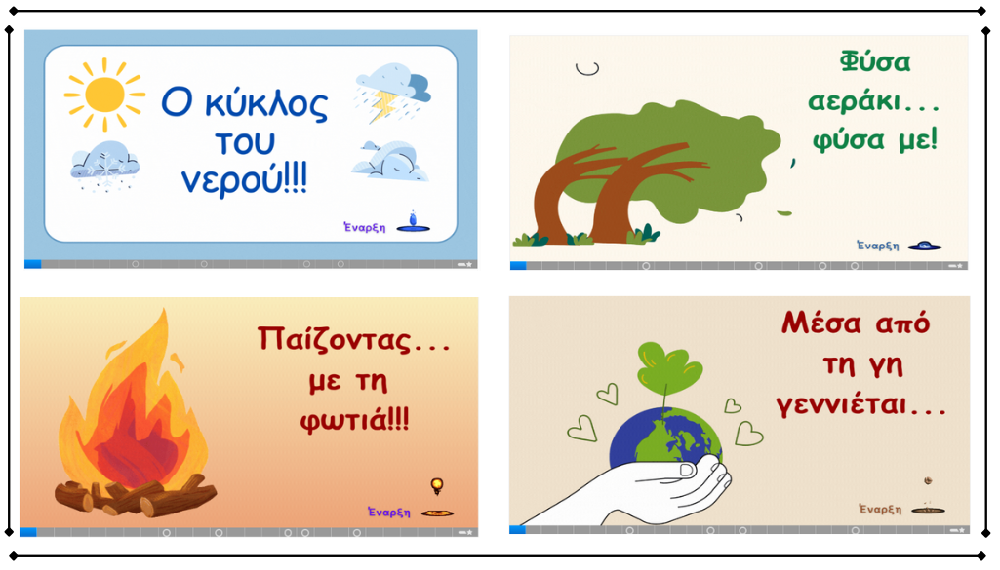 Ο κύκλος
του
νερού!!!
Έναρξη
Φύσα
αεράκι...
φύσα με!
Έναρξη
Παίζοντας...
με τη
φωτιά!!!
Έναρξη
Μέσα από
τη γη
γεννιέται...
Έναρξη